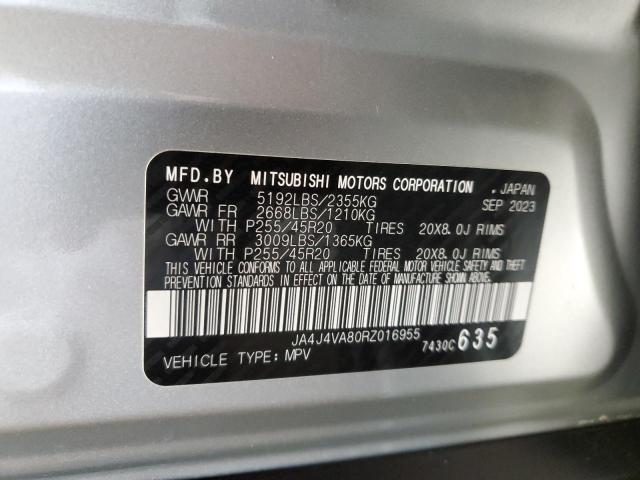 MFD.BY MITSUBISHI MOTORS CORPORATION . JAPAN
GVWR 5192LBS/2355KG SEP 2023
GAWR FR 2668LBS/1210KG
WITH P255/45R20 TIRES 20X8.0J RIMS
GAWR RR 3009LBS/1365KG
WITH P255/45R20 TIRES 20X8.0J RIMS
THIS VEHICLE CONFORMS TO ALL APPLICABLE FEDERAL MOTOR VEHICLE SAFETY AND THEFT
PREVENTION STANDARDS IN EFFECT ON THE DATE OF MANUFACTURE SHOWN ABOVE.
JA4J4VA80RZ016955
VEHICLE TYPE: MPV 7430C 635